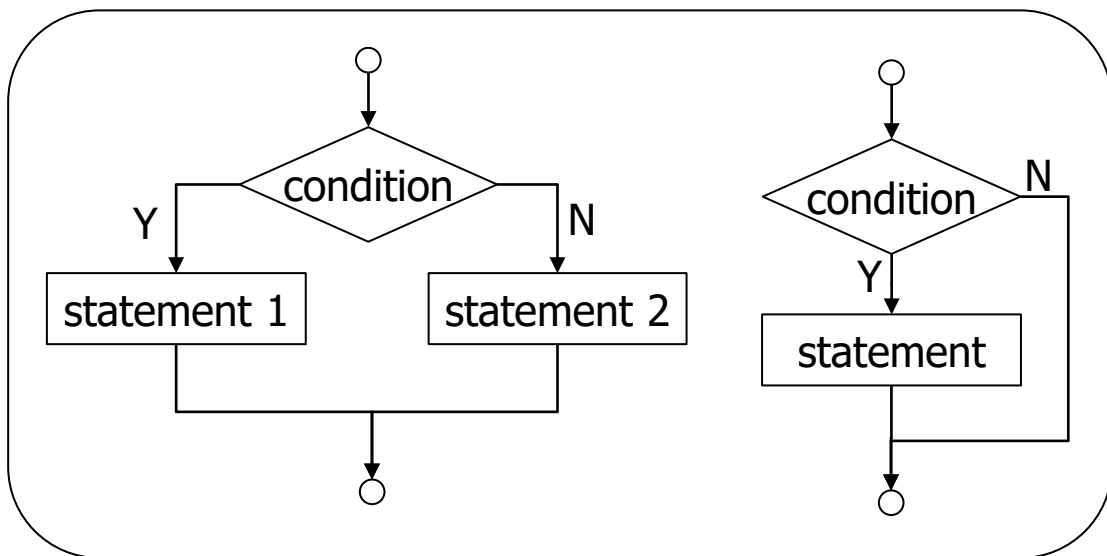 condition
Y
N
statement 1
statement 2
condition
N
Y
statement